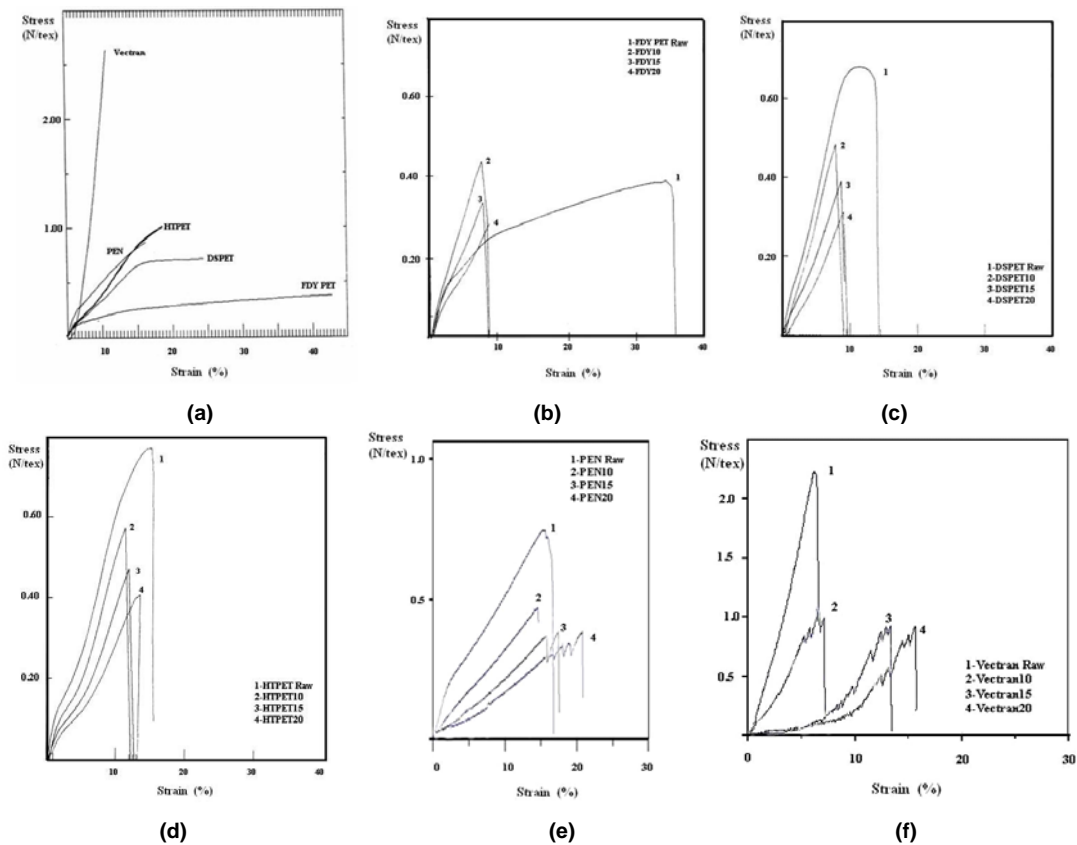 Stress
(N/tex)
2.00
1.00
Vectran
HTPET
PEN
DSPET
FDY PET
10
20
30
40
Strain (%)
(a)
Stress
(N/tex)
0.60
0.40
0.20
1-FDY PET Raw
2-FDY10
3-FDY15
4-FDY20
2
1
3
4
0
10
20
30
40
Strain (%)
(b)
Stress
(N/tex)
0.60
0.40
0.20
1
2
3
4
1-DSPET Raw
2-DSPET10
3-DSPET15
4-DSPET20
0
10
20
30
40
Strain (%)
(c)
Stress
(N/tex)
0.60
0.40
0.20
1
2
3
4
1-HTPET Raw
2-HTPET10
3-HTPET15
4-HTPET20
0
10
20
30
40
Strain (%)
(d)
Stress
(N/tex)
1.0
0.5
1-PEN Raw
2-PEN10
3-PEN15
4-PEN20
1
2
3
4
0
10
20
30
Strain (%)
(e)
Stress
(N/tex)
2.0
1.5
1.0
0.5
1
2
3
4
1-Vectran Raw
2-Vectran10
3-Vectran15
4-Vectran20
0
10
20
30
Strain (%)
(f)